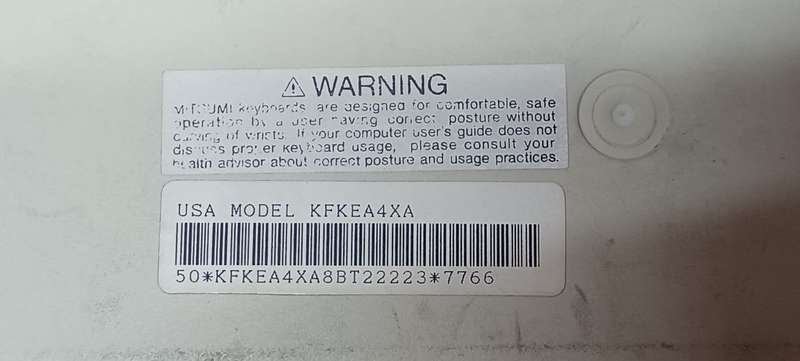 ⚠ WARNING
MITSUMI keyboards are designed for comfortable, safe
operation by a user having correct posture without
curving of wrists. If your computer user's guide does not
discuss proper keyboard usage, please consult your
health advisor about correct posture and usage practices.
USA MODEL KFKEA4XA
50*KFKEA4XA8BT22223*7766